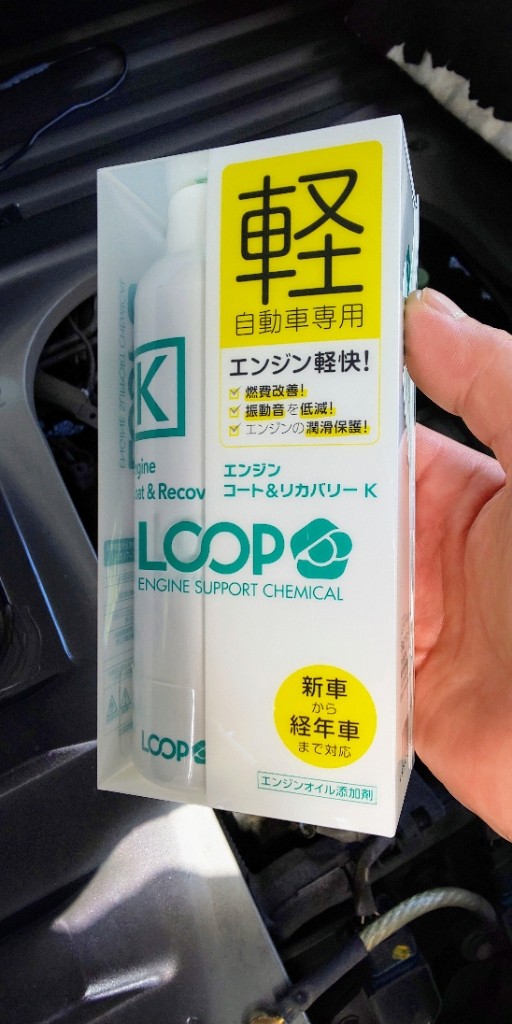 軽
自動車専用
エンジン軽快!
燃費改善!
振動音を低減!
エンジンの潤滑保護!
K
エンジン
コート&リカバリー K
gine
at & Recov
LOOP
ENGINE SUPPORT CHEMICAL
新車
から
経年車
まで対応
LOOP
エンジンオイル添加剤